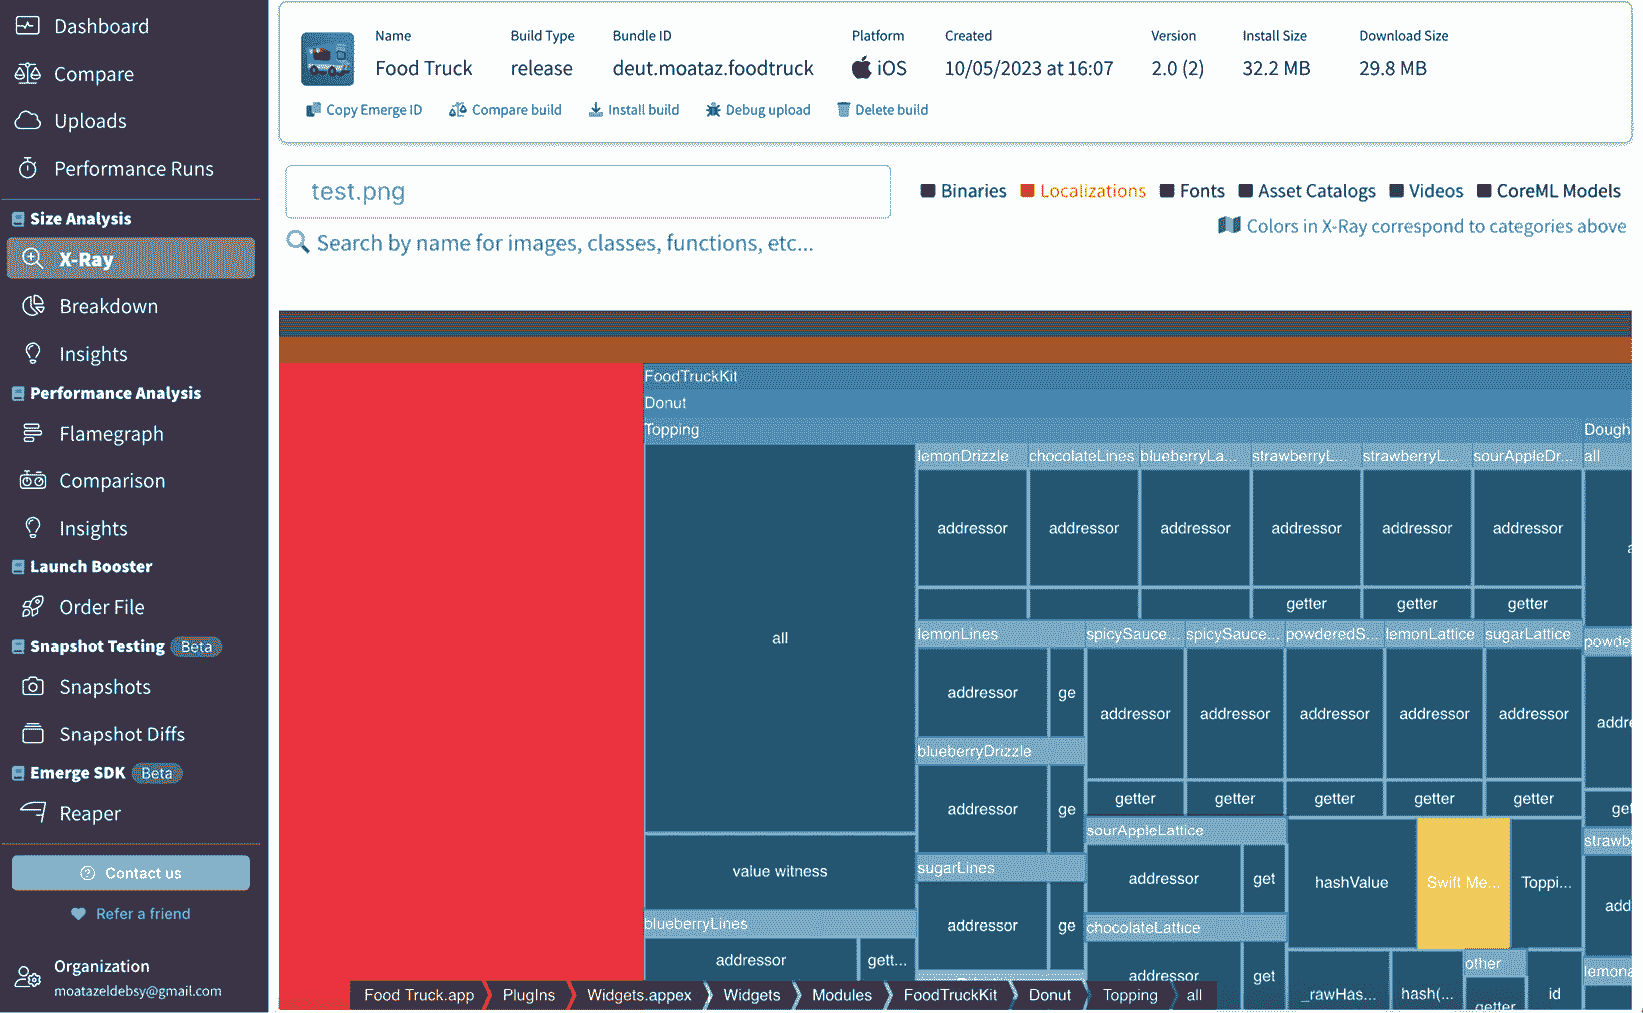 Dashboard
Compare
Uploads
Performance Runs
Size Analysis
X-Ray
Breakdown
Insights
Performance Analysis
Flamegraph
Comparison
Insights
Launch Booster
Order File
Snapshot Testing Beta
Snapshots
Snapshot Diffs
Emerge SDK Beta
Reaper
Contact us
Refer a friend
Organization
moatazeldebsy@gmail.com
Name Build Type Bundle ID Platform Created Version Install Size Download Size
Food Truck release deut.moataz.foodtruck iOS 10/05/2023 at 16:07 2.0 (2) 32.2 MB 29.8 MB
Copy Emerge ID Compare build Install build Debug upload Delete build
test.png
Binaries Localizations Fonts Asset Catalogs Videos CoreML Models
Colors in X-Ray correspond to categories above
Search by name for images, classes, functions, etc...
FoodTruckKit
Donut
Topping Dough
lemonDrizzle chocolateLines blueberryLa... strawberryL... strawberryL... sourAppleDr... all
addressor addressor addressor addressor addressor addressor
getter getter getter
all
lemonLines spicySauce... spicySauce... powderedS... lemonLattice sugarLattice powde
addressor ge addressor addressor addressor addressor addressor addre
blueberryDrizzle
addressor ge getter getter getter getter getter get
sourAppleLattice strawb
value witness sugarLines addressor get hashValue Swift Me... Toppi...
addressor ge add
blueberryLines chocolateLattice
addressor gett... addressor get _rawHas... hash(... other getter id lemona
Food Truck.app PlugIns Widgets.appex Widgets Modules FoodTruckKit Donut Topping all